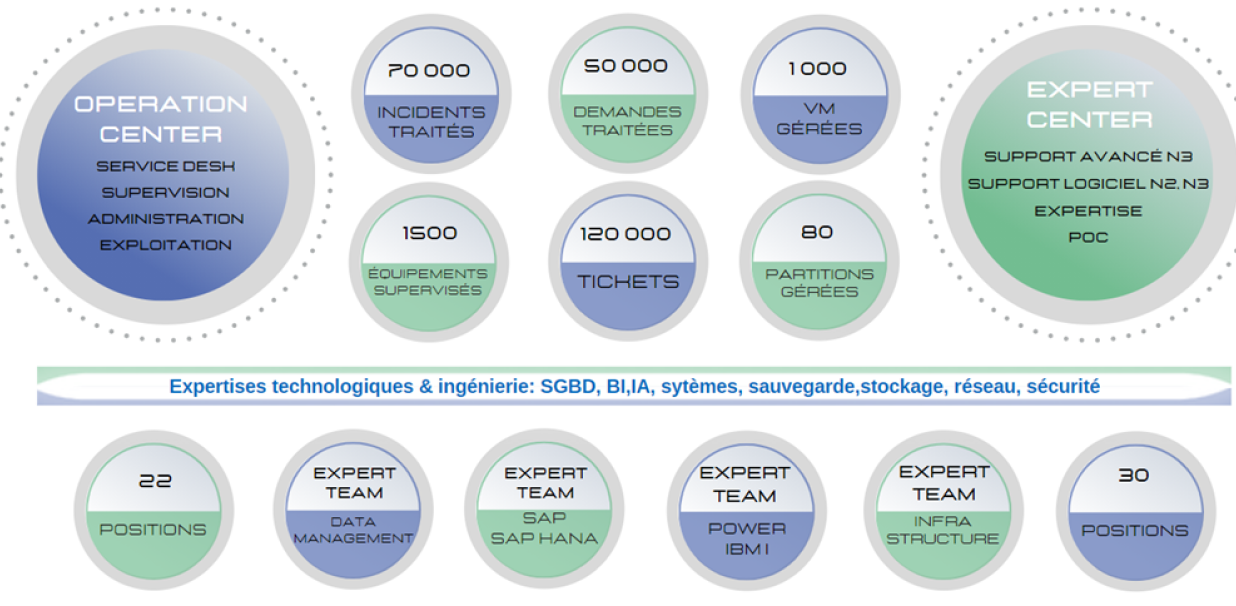 OPERATION
CENTER
SERVICE DESK
SUPERVISION
ADMINISTRATION
EXPLOITATION
70 000
INCIDENTS
TRAITÉS
50 000
DEMANDES
TRAITÉES
1 000
VM
GÉRÉES
1500
ÉQUIPEMENTS
SUPERVISÉS
120 000
TICKETS
80
PARTITIONS
GÉRÉES
EXPERT
CENTER
SUPPORT AVANCÉ N3
SUPPORT LOGICIEL N2, N3
EXPERTISE
POC
Expertises technologiques & ingénierie: SGBD, BI,IA, sytèmes, sauvegarde,stockage, réseau, sécurité
22
POSITIONS
EXPERT
TEAM
DATA
MANAGEMENT
EXPERT
TEAM
SAP
SAP HANA
EXPERT
TEAM
POWER
IBM I
EXPERT
TEAM
INFRA
STRUCTURE
30
POSITIONS